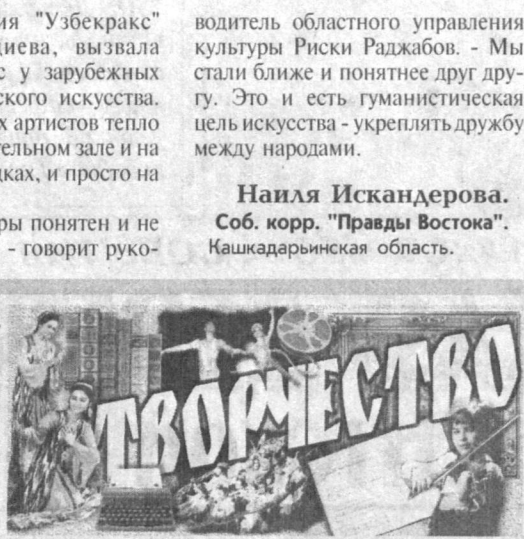 ия "Узбекракс"
циева, вызвала
с у зарубежных
ского искусства.
х артистов тепло
тельном зале и на
дках, и просто на
ры понятен и не
- говорит руко-
водитель областного управления
культуры Риски Раджабов. - Мы
стали ближе и понятнее друг дру-
гу. Это и есть гуманистическая
цель искусства - укреплять дружбу
между народами.
Наиля Искандерова.
Соб. корр. "Правды Востока".
Кашкадарьинская область.
ТВОРЧЕСТВО